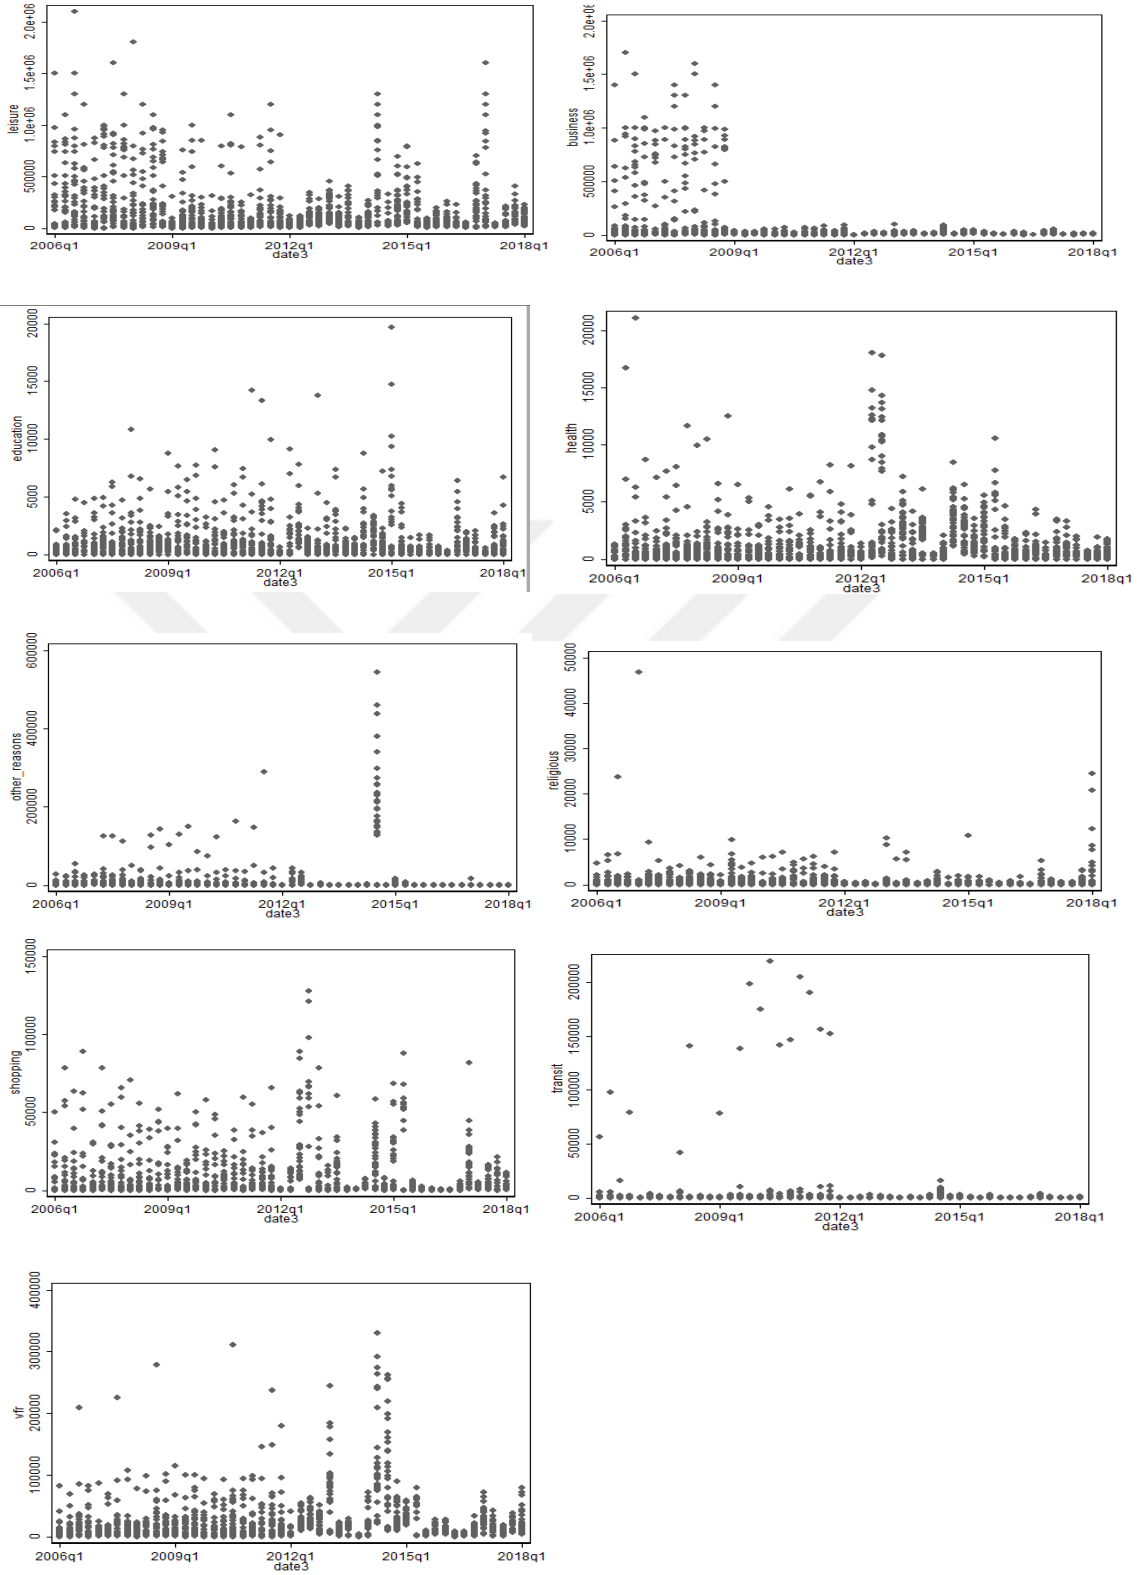 leisure
0 500000 1.0e+06 1.5e+06 2.0e+06
2006q1 2009q1 2012q1 2015q1 2018q1
date3
business
0 500000 1.0e+06 1.5e+06 2.0e+06
2006q1 2009q1 2012q1 2015q1 2018q1
date3
education
0 5000 10000 15000 20000
2006q1 2009q1 2012q1 2015q1 2018q1
date3
health
0 5000 10000 15000 20000
2006q1 2009q1 2012q1 2015q1 2018q1
date3
other_reasons
0 200000 400000 600000
2006q1 2009q1 2012q1 2015q1 2018q1
date3
religious
0 10000 20000 30000 40000 50000
2006q1 2009q1 2012q1 2015q1 2018q1
date3
shopping
0 50000 100000 150000
2006q1 2009q1 2012q1 2015q1 2018q1
date3
transit
0 50000 100000 150000 200000
2006q1 2009q1 2012q1 2015q1 2018q1
date3
vfr
0 100000 200000 300000 400000
2006q1 2009q1 2012q1 2015q1 2018q1
date3